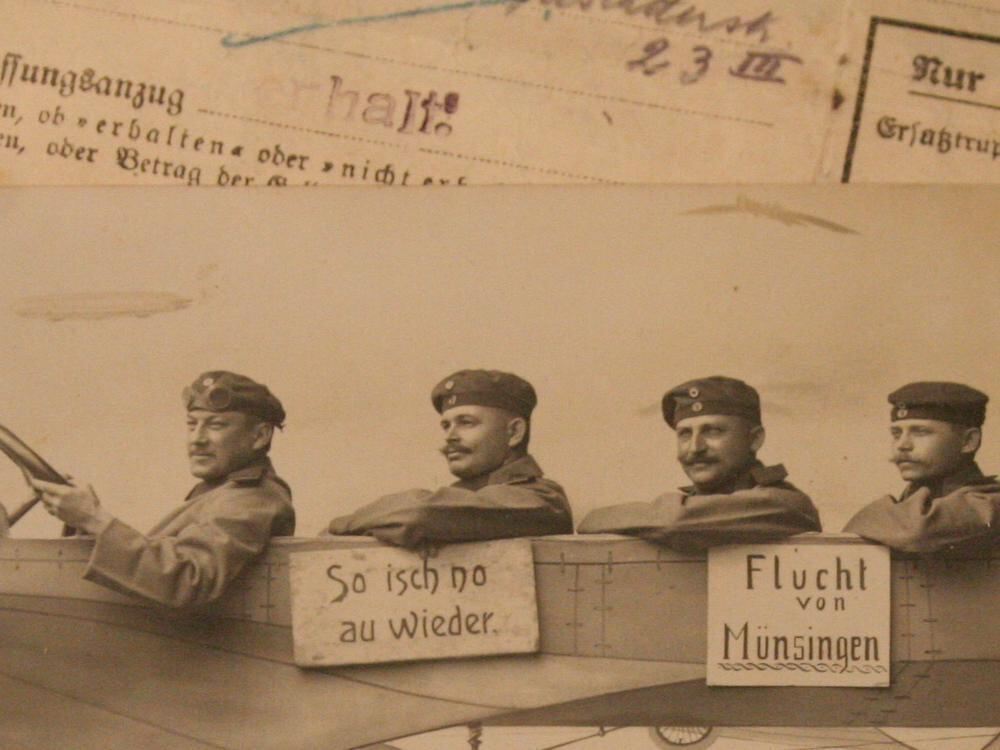 23 III
ffungsanzug erhalt:
n, ob »erhalten« oder »nicht
en, oder Betrag der
Nur
Ersatztrup
So isch no
au wieder.
Flucht
von
Münsingen